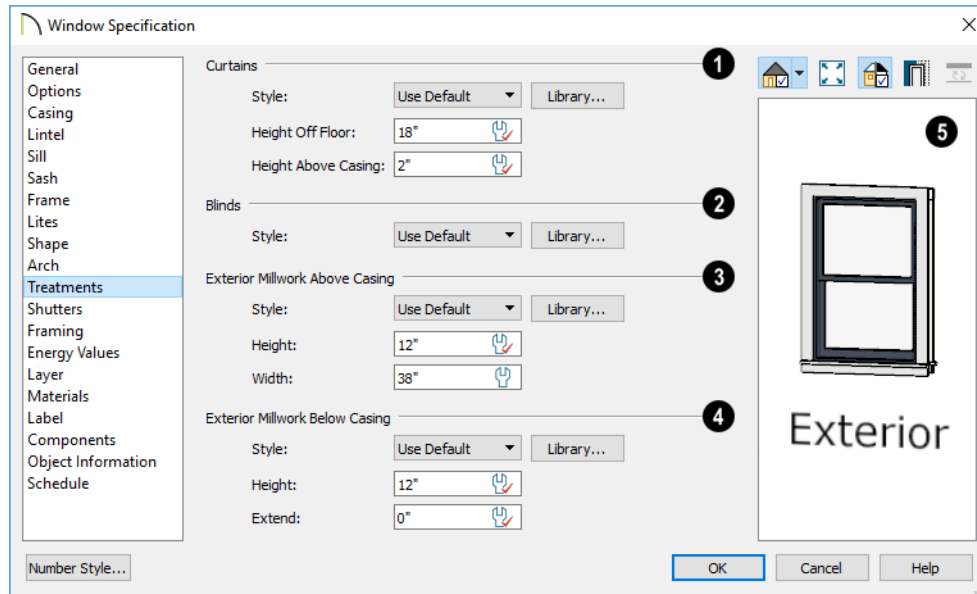 Window Specification
General
Options
Casing
Lintel
Sill
Sash
Frame
Lites
Shape
Arch
Treatments
Shutters
Framing
Energy Values
Layer
Materials
Label
Components
Object Information
Schedule
Curtains 1
Style: Use Default Library...
Height Off Floor: 18"
Height Above Casing: 2"
Blinds 2
Style: Use Default Library...
Exterior Millwork Above Casing 3
Style: Use Default Library...
Height: 12"
Width: 38"
Exterior Millwork Below Casing 4
Style: Use Default Library...
Height: 12"
Extend: 0"
5
Exterior
Number Style... OK Cancel Help